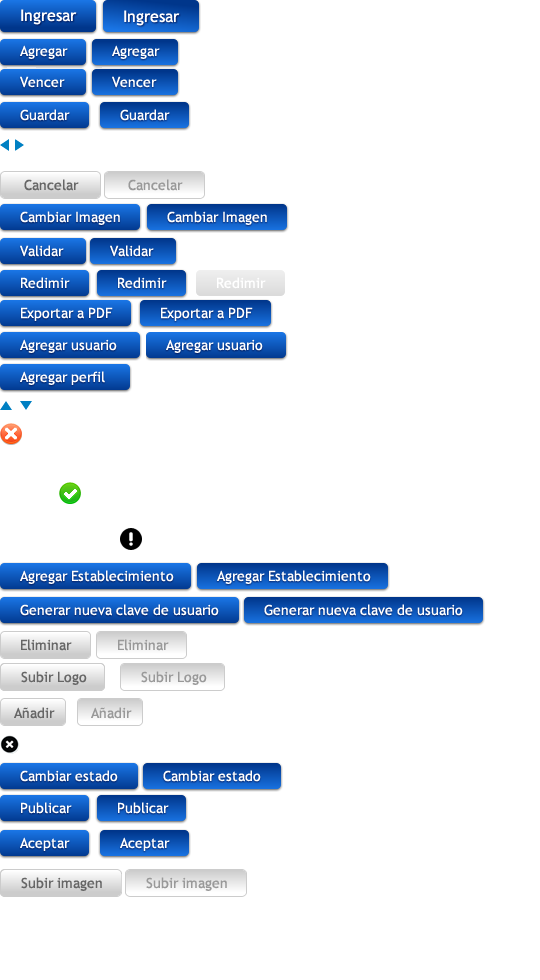 Ingresar Ingresar
Agregar Agregar
Vencer Vencer
Guardar Guardar
Cancelar Cancelar
Cambiar Imagen Cambiar Imagen
Validar Validar
Redimir Redimir Redimir
Exportar a PDF Exportar a PDF
Agregar usuario Agregar usuario
Agregar perfil
Agregar Establecimiento Agregar Establecimiento
Generar nueva clave de usuario Generar nueva clave de usuario
Eliminar Eliminar
Subir Logo Subir Logo
Añadir Añadir
Cambiar estado Cambiar estado
Publicar Publicar
Aceptar Aceptar
Subir imagen Subir imagen